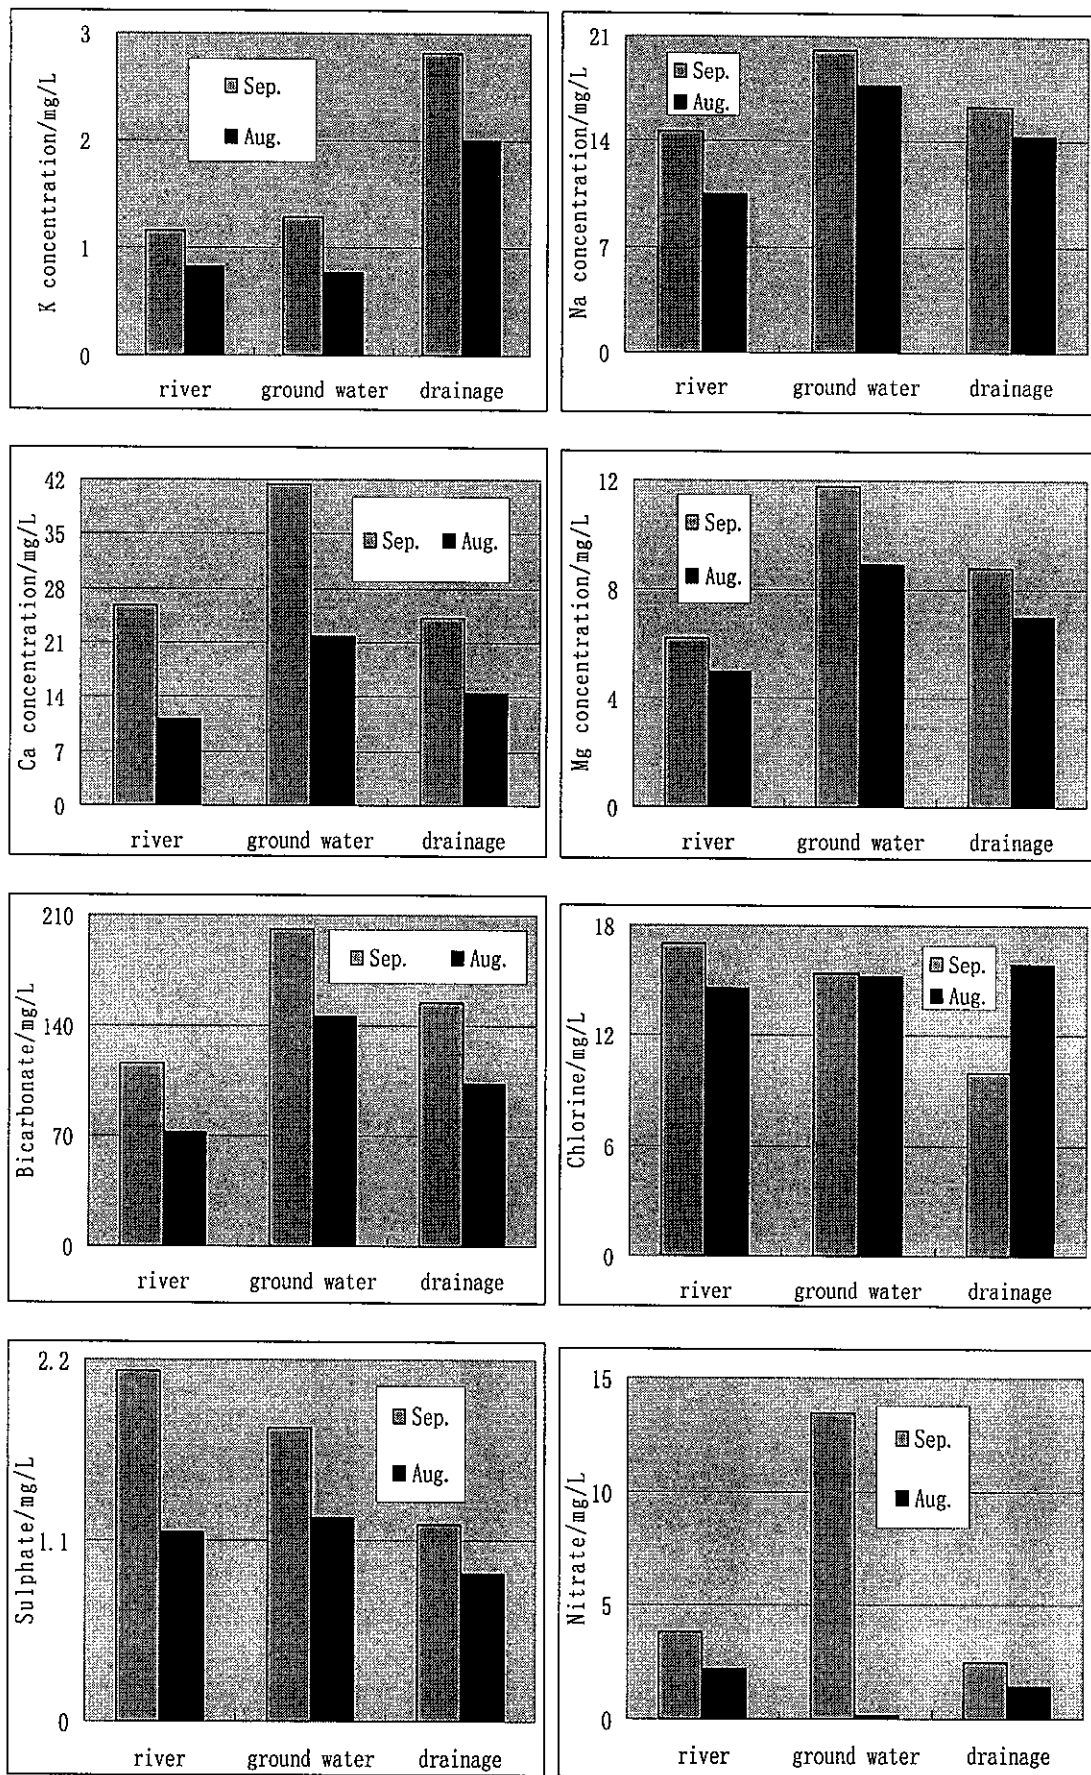 K concentration/mg/L
3
2
1
0
Sep.
Aug.
river ground water drainage
Na concentration/mg/L
21
14
7
0
Sep.
Aug.
river ground water drainage
Ca concentration/mg/L
42
35
28
21
14
7
0
Sep. Aug.
river ground water drainage
Mg concentration/mg/L
12
8
4
0
Sep.
Aug.
river ground water drainage
Bicarbonate/mg/L
210
140
70
0
Sep. Aug.
river ground water drainage
Chlorine/mg/L
18
12
6
0
Sep.
Aug.
river ground water drainage
Sulphate/mg/L
2.2
1.1
0
Sep.
Aug.
river ground water drainage
Nitrate/mg/L
15
10
5
0
Sep.
Aug.
river ground water drainage